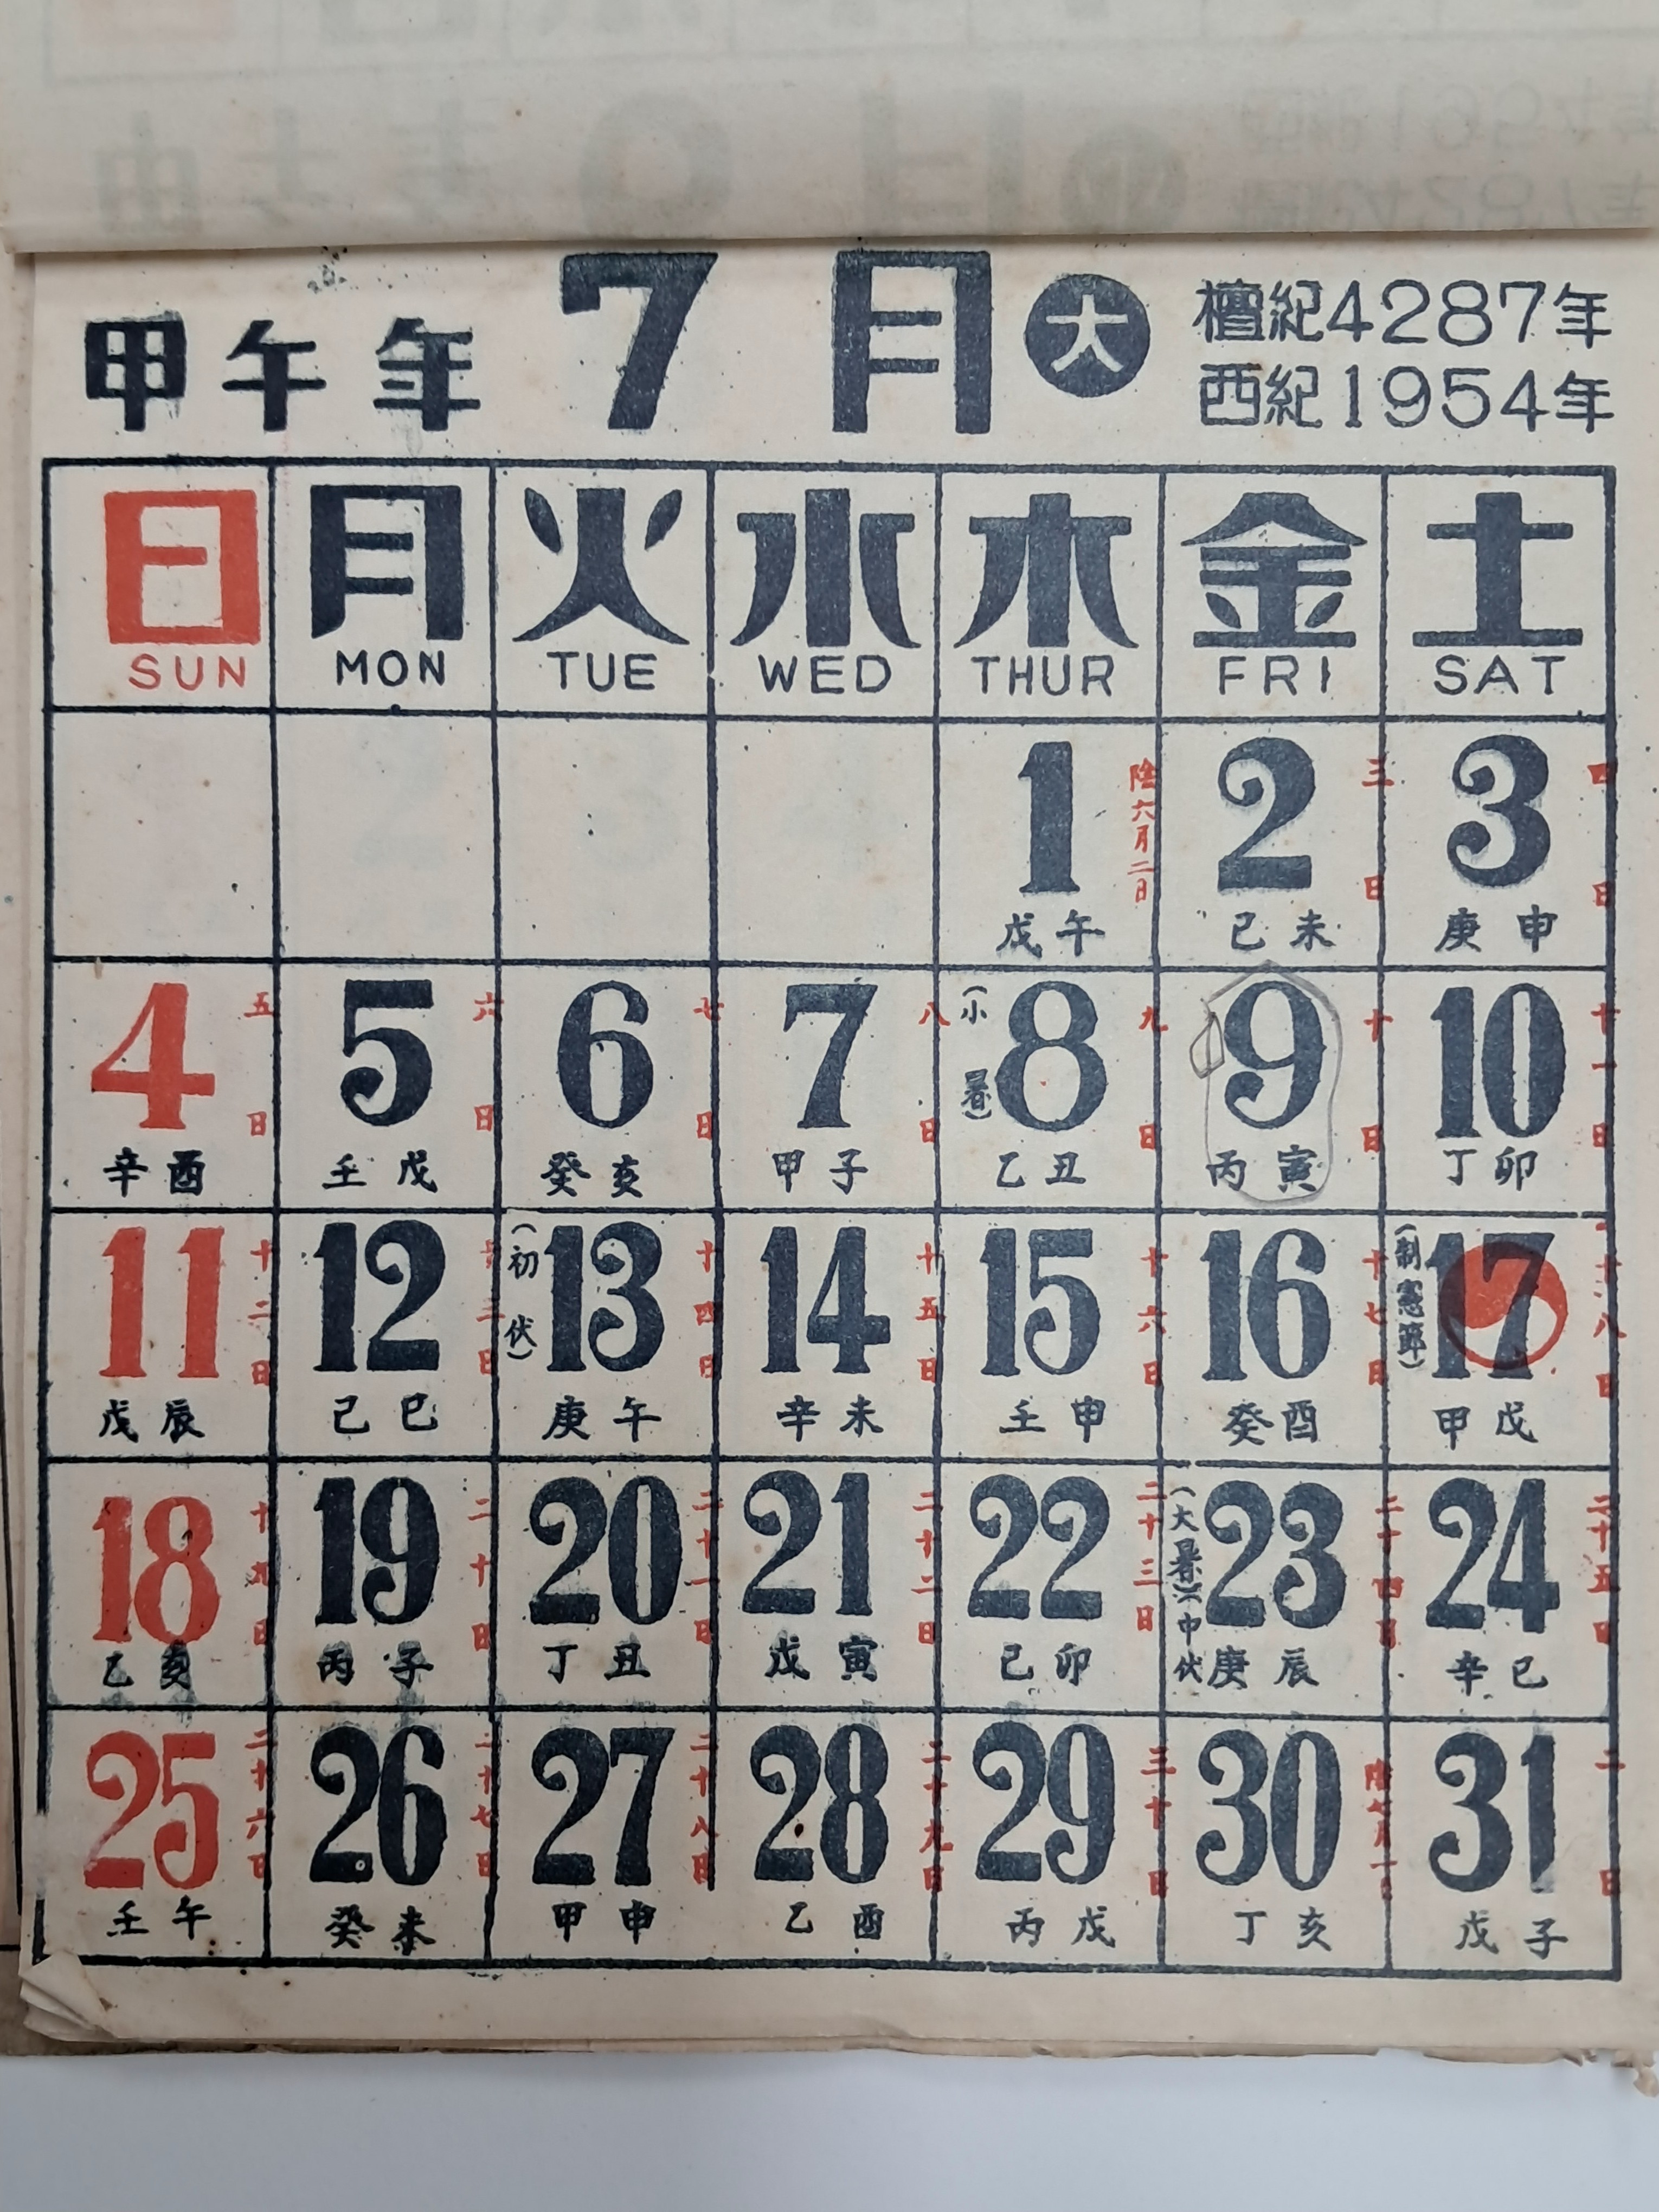 甲午年 7月 大 檀紀4287年
西紀1954年
日 月 火 水 木 金 土
SUN MON TUE WED THUR FRI SAT
1 陰六月二日 2 三日 3 四日
戊午 己未 庚申
4 五日 5 六日 6 七日 7 八日 (小暑) 8 九日 9 十日 10 十一日
辛酉 壬戌 癸亥 甲子 乙丑 丙寅 丁卯
11 十二日 12 三日 (初伏) 13 十四日 14 十五日 15 十六日 16 十七日 (制憲節) 17 十八日
戊辰 己巳 庚午 辛未 壬申 癸酉 甲戌
18 十九日 19 二十日 20 二十一日 21 二十二日 22 二十三日 (大暑)(中伏 23 二十四日 24 二十五日
乙亥 丙子 丁丑 戊寅 己卯 庚辰 辛巳
25 二十六日 26 二十七日 27 二十八日 28 二十九日 29 三十日 30 陰七月一日 31 二日
壬午 癸未 甲申 乙酉 丙戌 丁亥 戊子